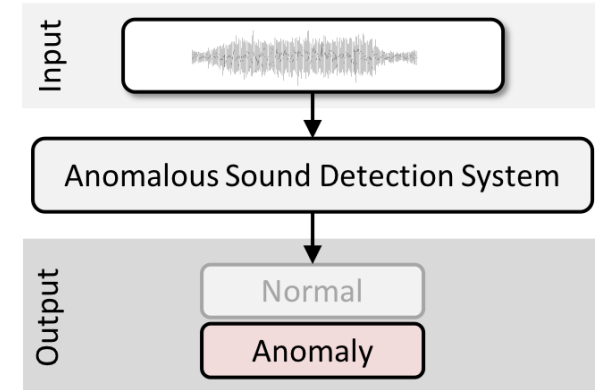 Input
Anomalous Sound Detection System
Output
Normal
Anomaly